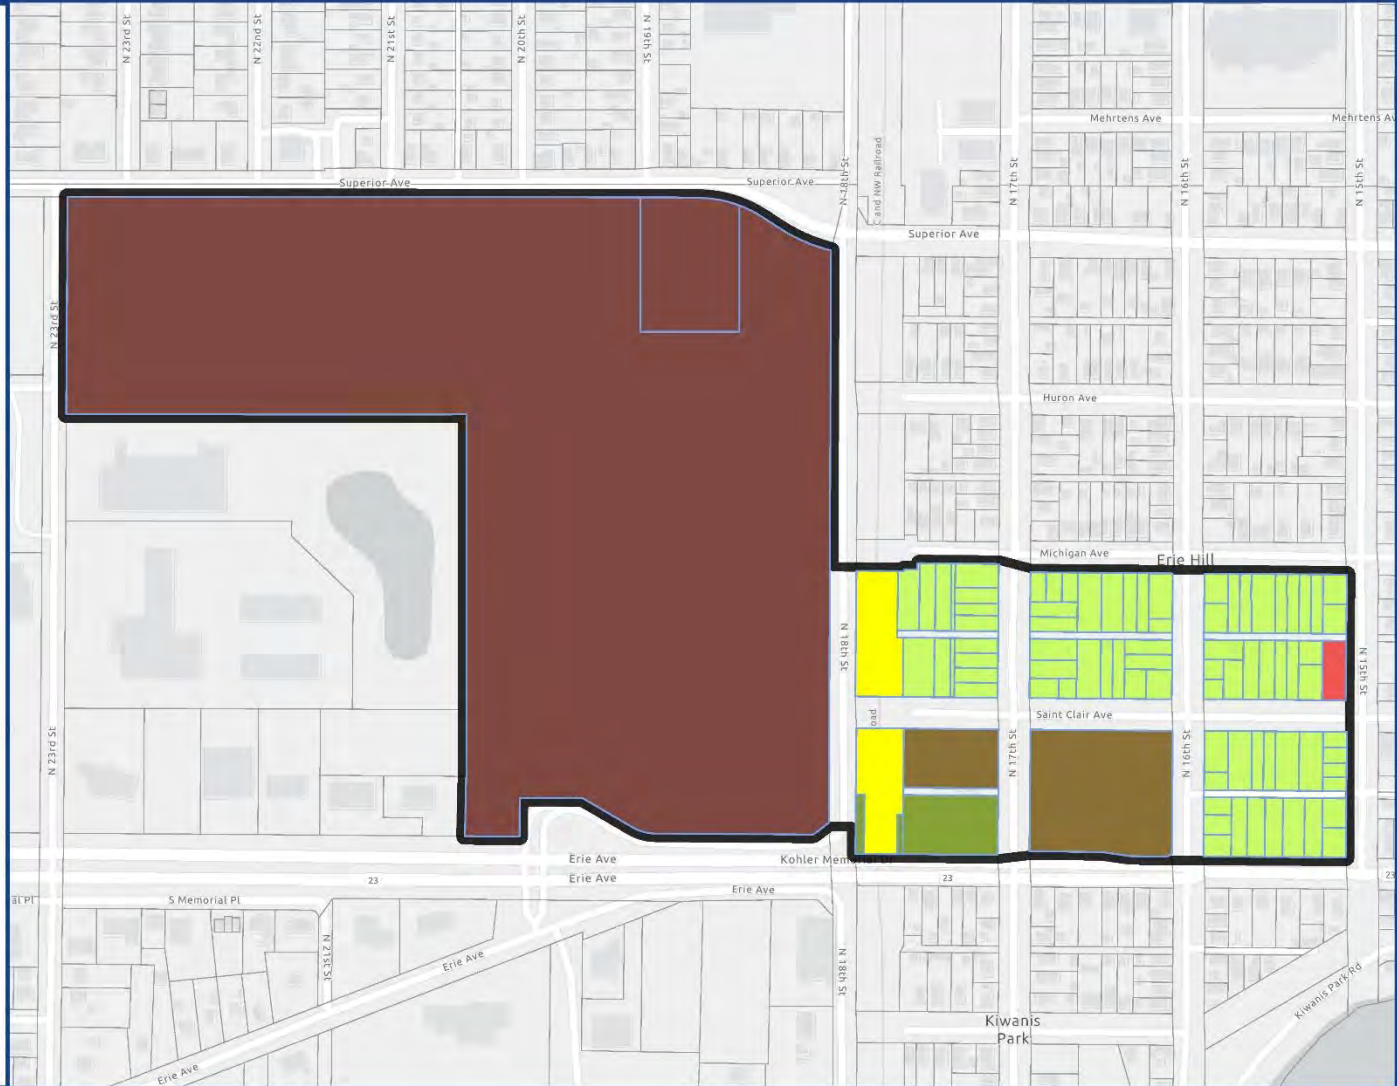 N 23rd St
N 22nd St
N 21st St
N 20th St
N 19th St
Mehrtens Ave
Mehrtens Av
C and NW Railroad
N 18th St
N 17th St
N 16th St
N 15th St
Superior Ave
Superior Ave
Superior Ave
N 23rd St
Huron Ave
Michigan Ave
Erie Hill
N 18th St
N 15th St
oad
Saint Clair Ave
N 23rd St
N 17th St
N 16th St
Erie Ave
Kohler Memorial Dr
Erie Ave
23
23
23
Erie Ave
al Pl
S Memorial Pl
N 21st St
Erie Ave
N 18th St
Kiwanis Park Rd
Kiwanis
Park
Erie Ave